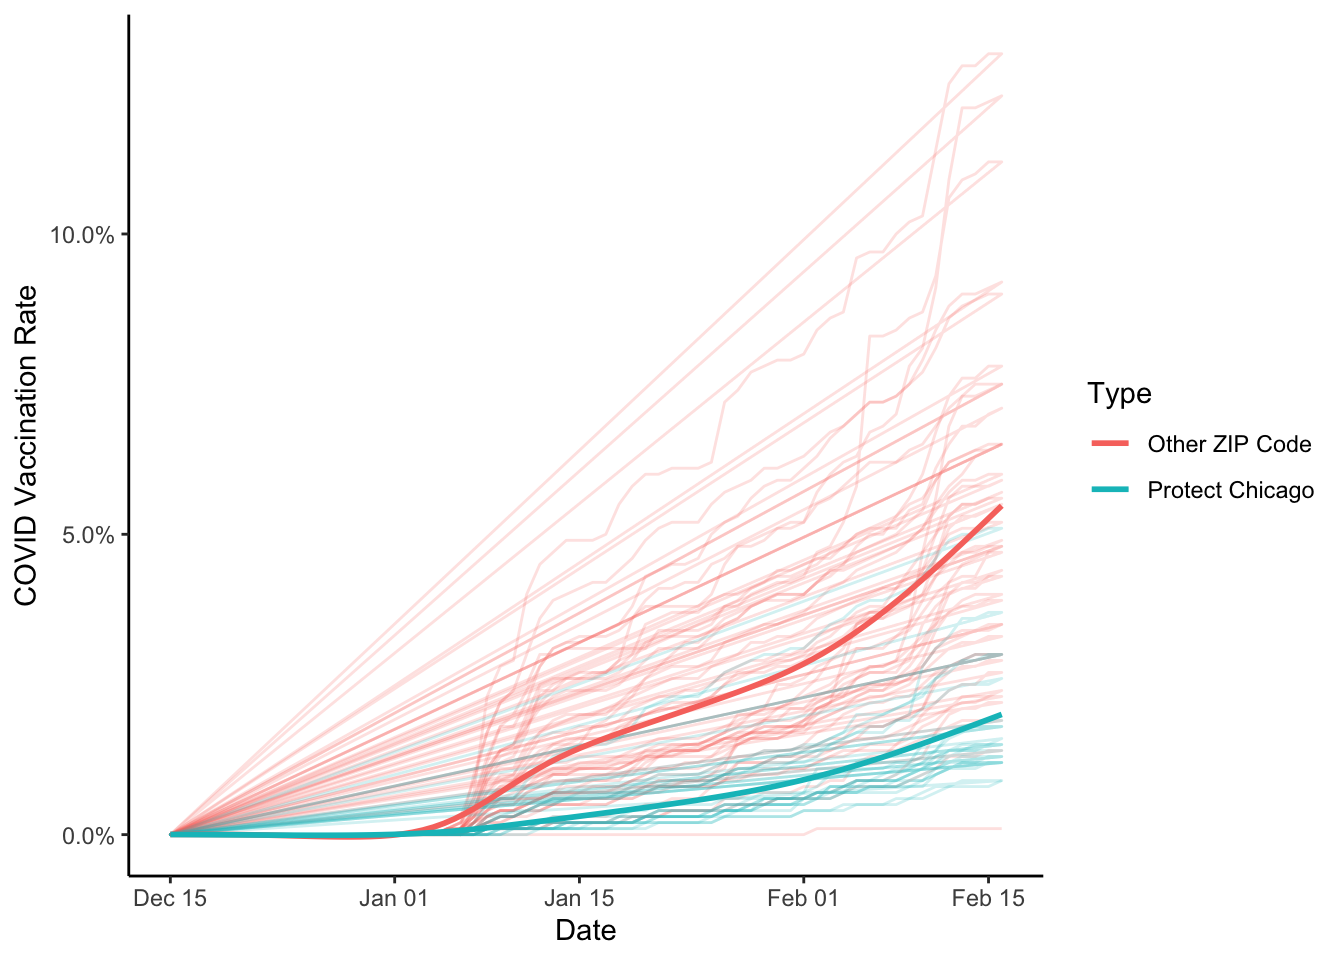 COVID Vaccination Rate
10.0%
5.0%
0.0%
Dec 15
Jan 01
Jan 15
Feb 01
Feb 15
Date
Type
Other ZIP Code
Protect Chicago